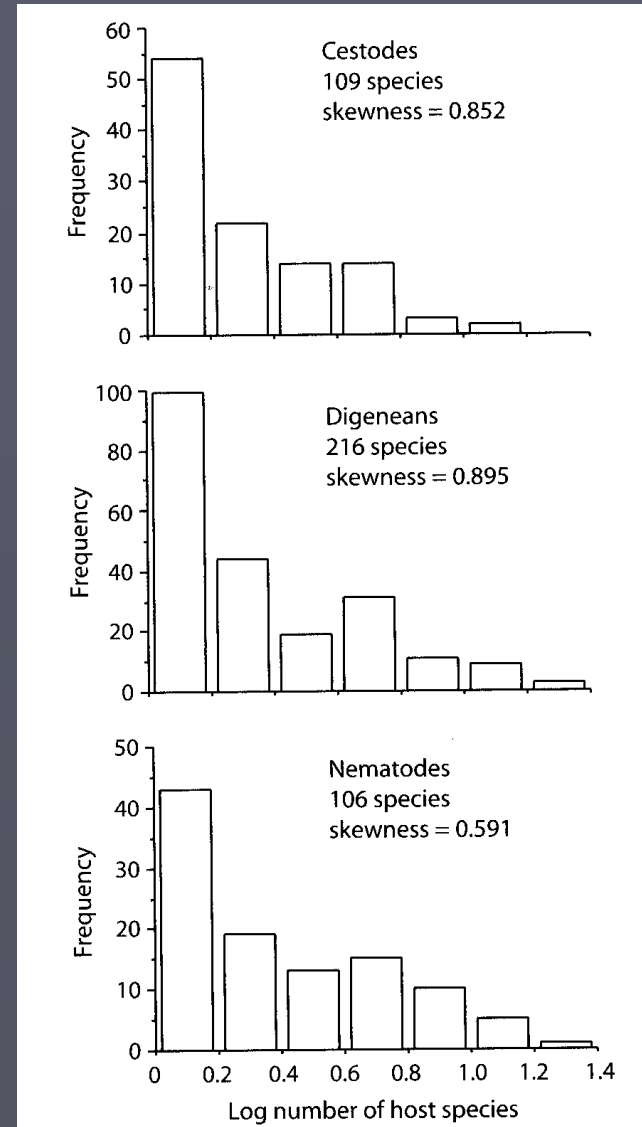 60
50
40
30
20
10
0
Frequency
Cestodes
109 species
skewness = 0.852
100
80
60
40
20
0
Frequency
Digeneans
216 species
skewness = 0.895
50
40
30
20
10
0
Frequency
Nematodes
106 species
skewness = 0.591
0 0.2 0.4 0.6 0.8 1.0 1.2 1.4
Log number of host species